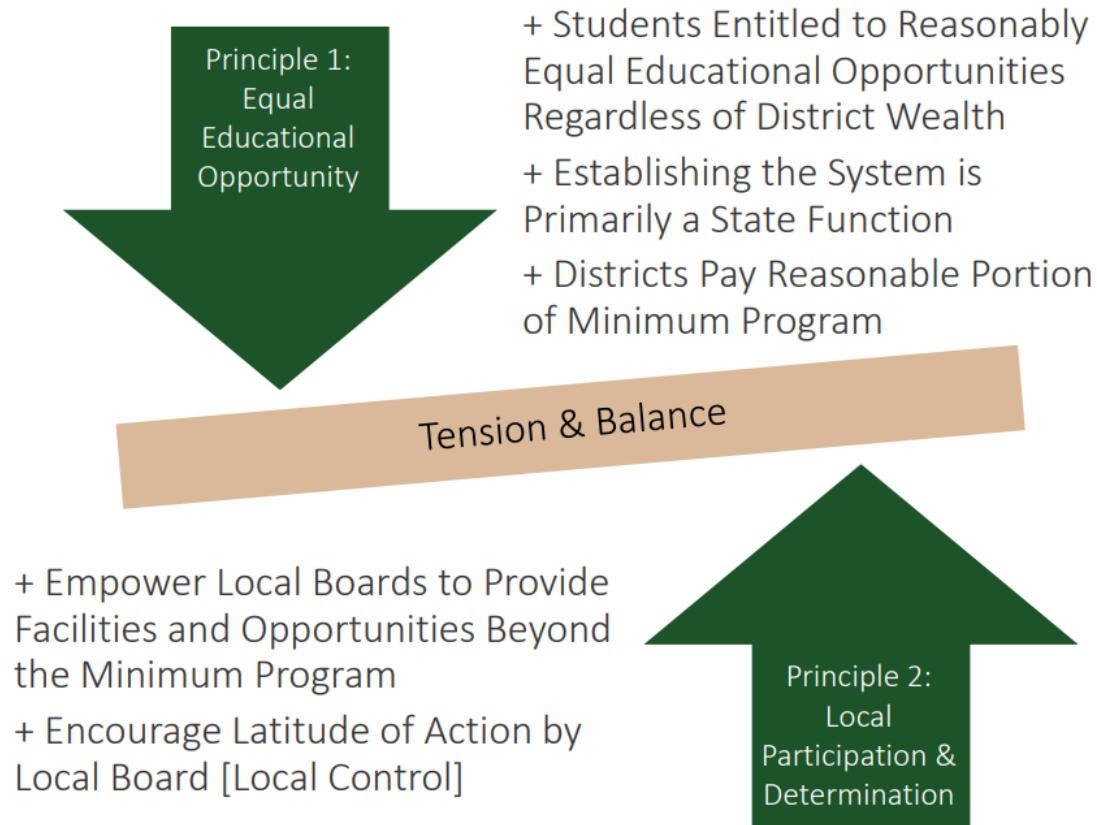 Principle 1:
Equal
Educational
Opportunity
+ Students Entitled to Reasonably
Equal Educational Opportunities
Regardless of District Wealth
+ Establishing the System is
Primarily a State Function
+ Districts Pay Reasonable Portion
of Minimum Program
Tension & Balance
+ Empower Local Boards to Provide
Facilities and Opportunities Beyond
the Minimum Program
+ Encourage Latitude of Action by
Local Board [Local Control]
Principle 2:
Local
Participation &
Determination